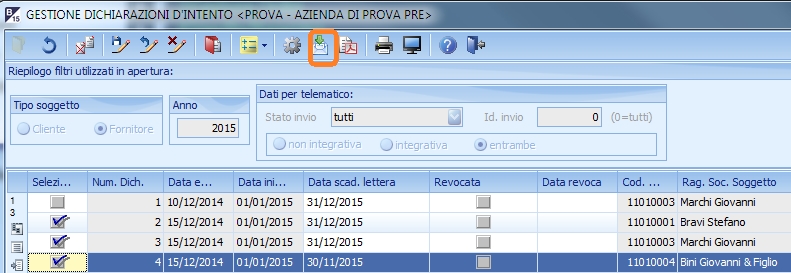 B 15 GESTIONE DICHIARAZIONI D'INTENTO <PROVA - AZIENDA DI PROVA PRE>
Riepilogo filtri utilizzati in apertura:
Tipo soggetto Anno Dati per telematico:
Cliente Fornitore 2015 Stato invio tutti Id. invio 0 (0=tutti)
non integrativa integrativa entrambe
Selezi... Num. Dich. Data e... Data ini... Data scad. lettera Revocata Data revoca Cod. ... Rag. Soc. Soggetto
1 1 10/12/2014 01/01/2015 31/12/2015 11010003 Marchi Giovanni
3 2 15/12/2014 01/01/2015 31/12/2015 11010001 Bravi Stefano
3 15/12/2014 01/01/2015 31/12/2015 11010003 Marchi Giovanni
4 15/12/2014 01/01/2015 30/11/2015 11010004 Bini Giovanni & Figlio